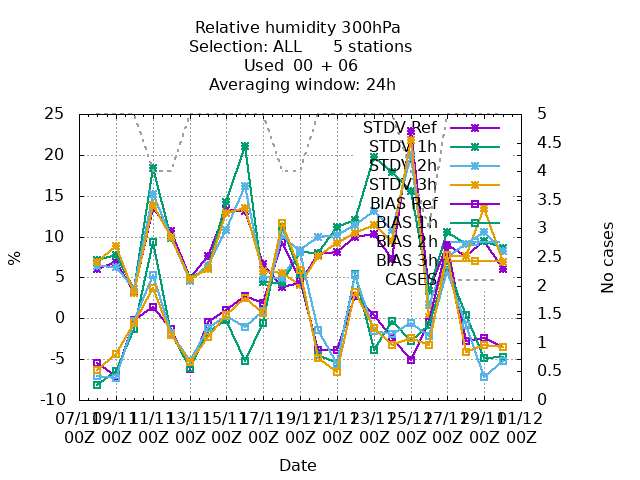 Relative humidity 300hPa
Selection: ALL 5 stations
Used 00 + 06
Averaging window: 24h
25
20
15
10
5
0
-5
-10
%
5
4.5
4
3.5
3
2.5
2
1.5
1
0.5
0
No cases
STDV Ref
STDV 1h
STDV 2h
STDV 3h
BIAS Ref
BIAS 1h
BIAS 2h
BIAS 3h
CASES
07/11 09/11 11/11 13/11 15/11 17/11 19/11 21/11 23/11 25/11 27/11 29/11 01/12
00Z 00Z 00Z 00Z 00Z 00Z 00Z 00Z 00Z 00Z 00Z 00Z 00Z
Date